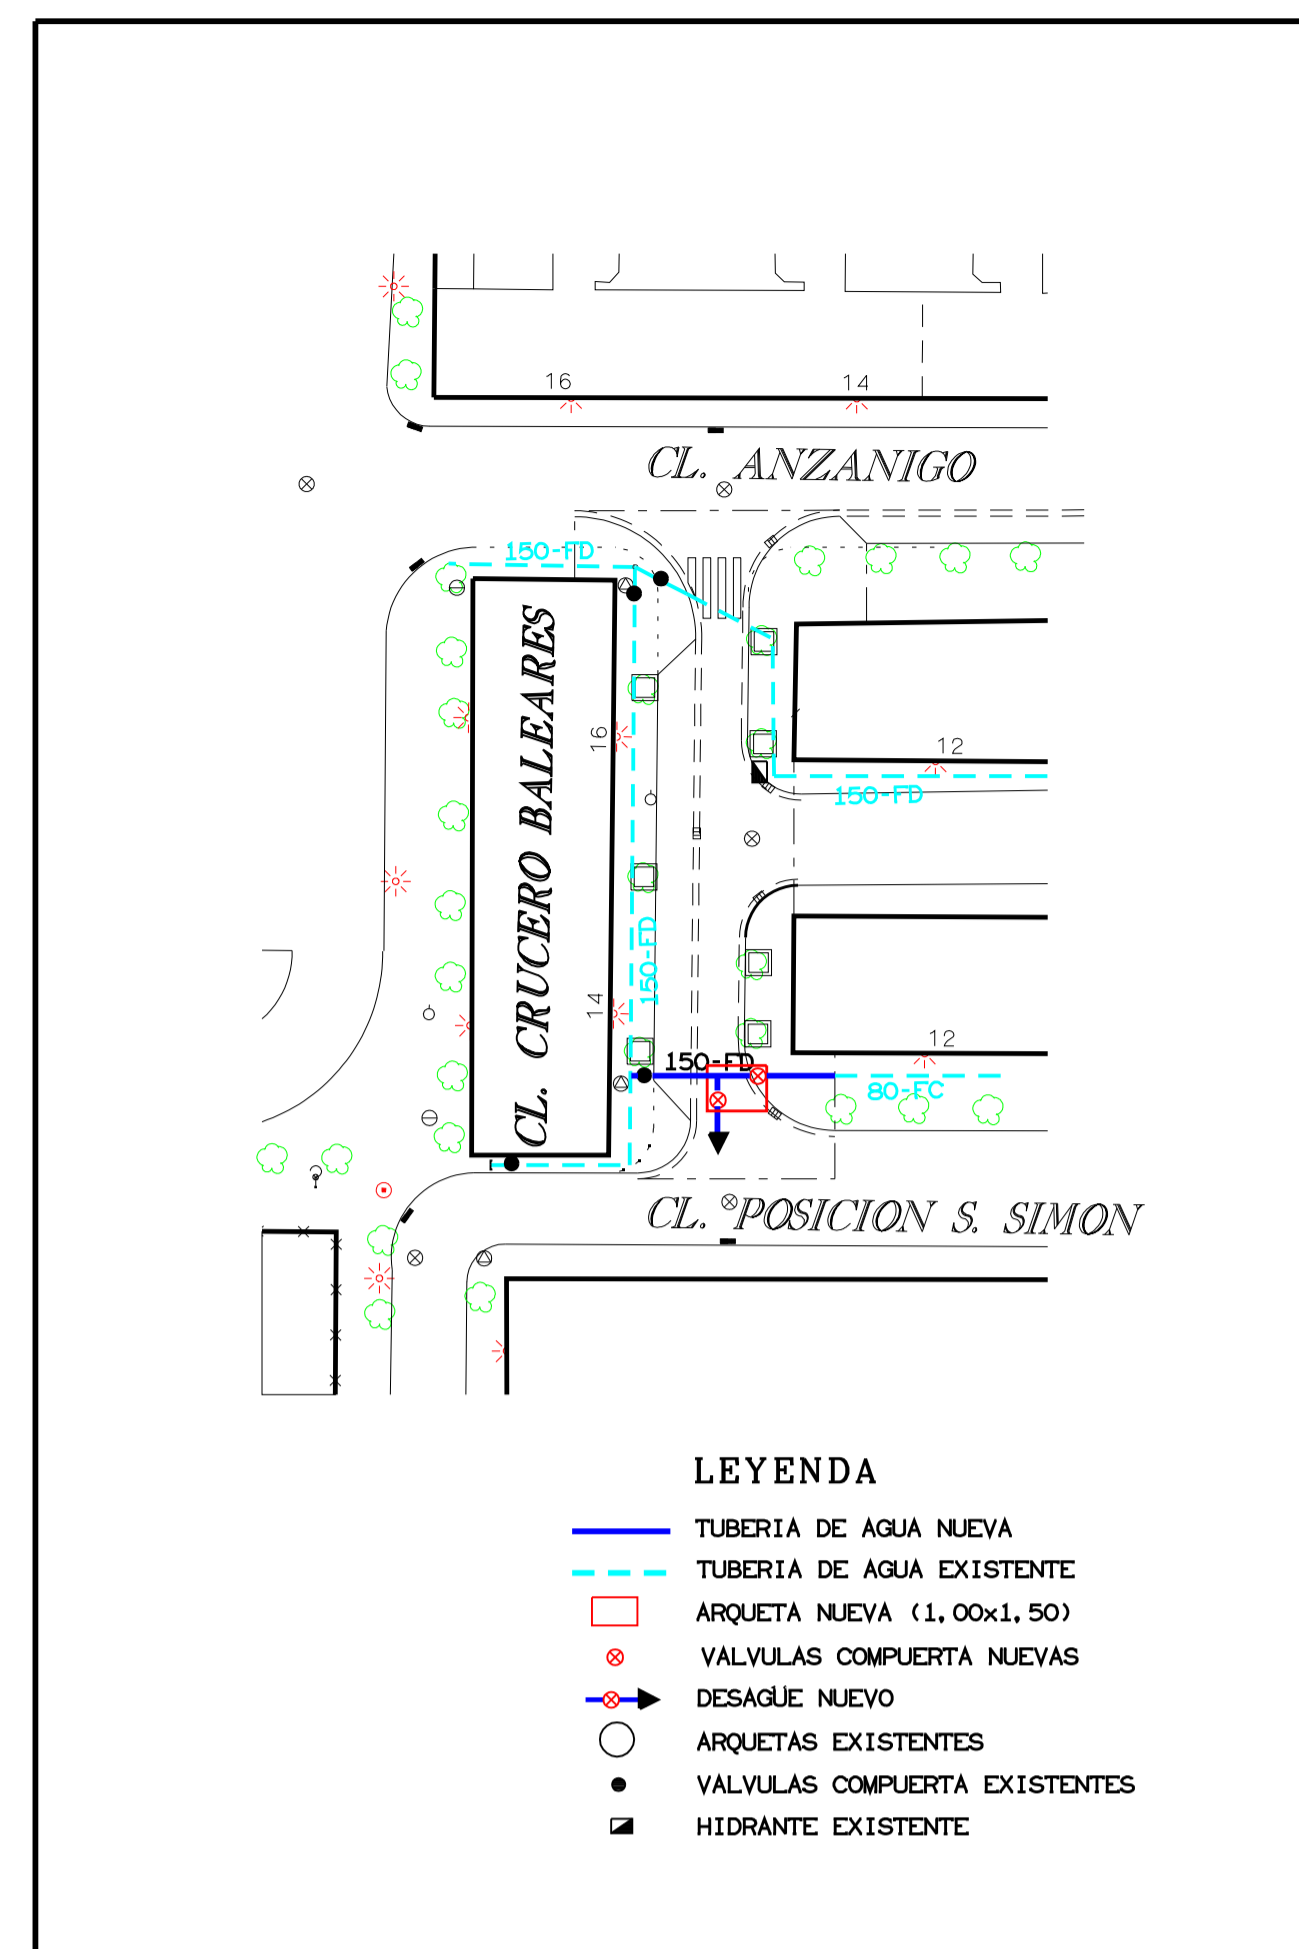 16
14
CL. ANZANIGO
150-FD
CL. CRUCERO BALEARES
16
12
150-FD
150-FD
14
150-FD
12
80-FC
CL. POSICION S. SIMON
LEYENDA
TUBERIA DE AGUA NUEVA
TUBERIA DE AGUA EXISTENTE
ARQUETA NUEVA (1,00x1,50)
VALVULAS COMPUERTA NUEVAS
DESAGÜE NUEVO
ARQUETAS EXISTENTES
VALVULAS COMPUERTA EXISTENTES
HIDRANTE EXISTENTE